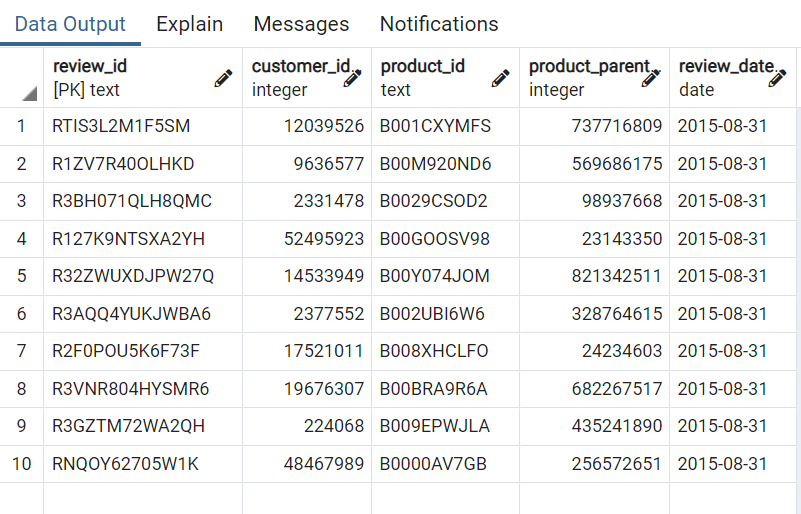 Data Output Explain Messages Notifications
review_id customer_id product_id product_parent review_date
[PK] text integer text integer date
1 RTIS3L2M1F5SM 12039526 B001CXYMFS 737716809 2015-08-31
2 R1ZV7R40OLHKD 9636577 B00M920ND6 569686175 2015-08-31
3 R3BH071QLH8QMC 2331478 B0029CSOD2 98937668 2015-08-31
4 R127K9NTSXA2YH 52495923 B00GOOSV98 23143350 2015-08-31
5 R32ZWUXDJPW27Q 14533949 B00Y074JOM 821342511 2015-08-31
6 R3AQQ4YUKJWBA6 2377552 B002UBI6W6 328764615 2015-08-31
7 R2F0POU5K6F73F 17521011 B008XHCLFO 24234603 2015-08-31
8 R3VNR804HYSMR6 19676307 B00BRA9R6A 682267517 2015-08-31
9 R3GZTM72WA2QH 224068 B009EPWJLA 435241890 2015-08-31
10 RNQOY62705W1K 48467989 B0000AV7GB 256572651 2015-08-31